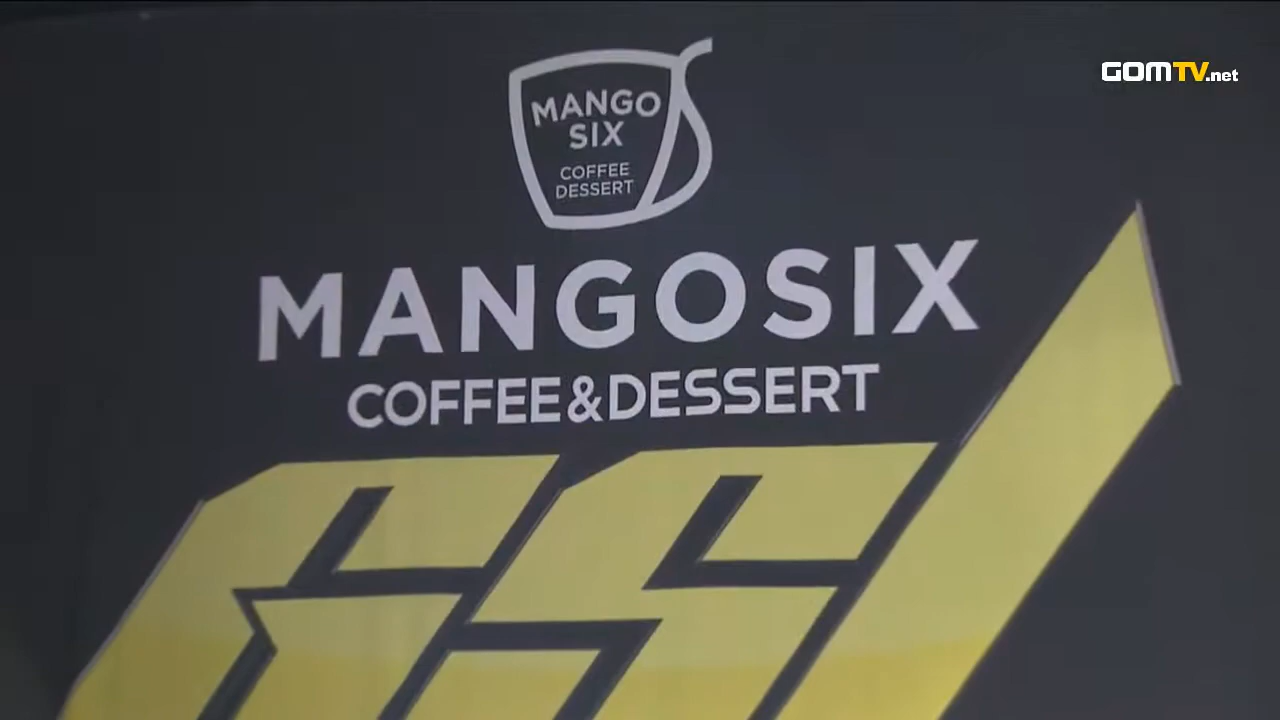 GOMTV.net
MANGO
SIX
COFFEE
DESSERT
MANGOSIX
COFFEE&DESSERT
GSL